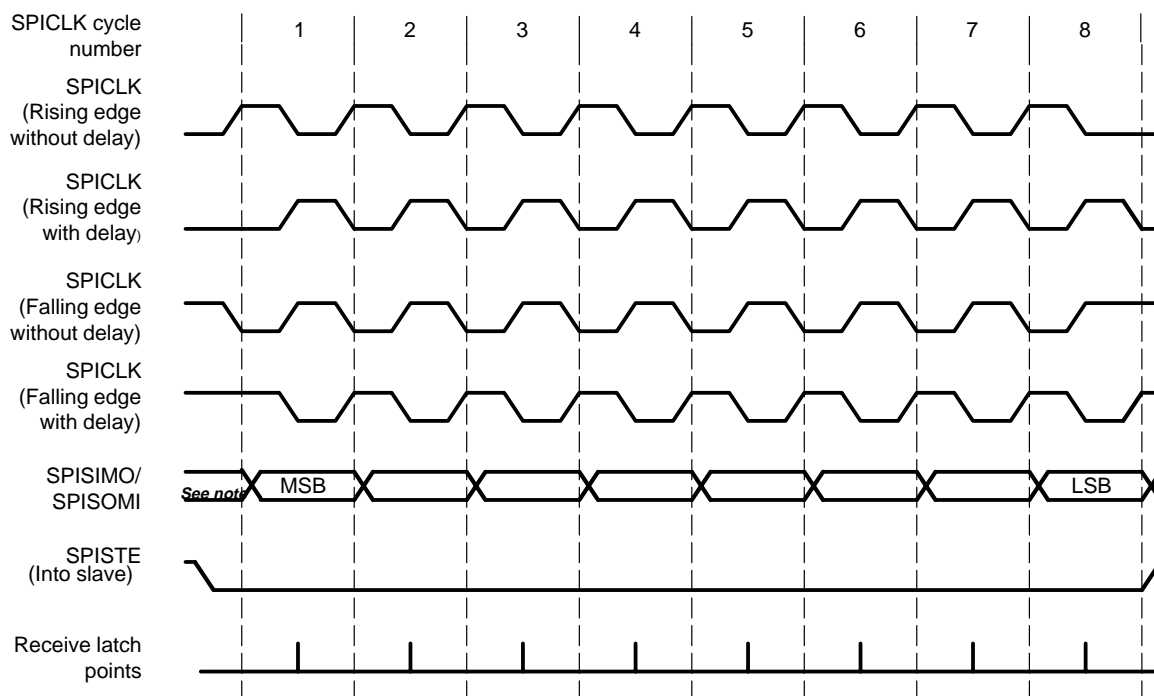 SPICLK cycle
number
1 2 3 4 5 6 7 8
SPICLK
(Rising edge
without delay)
SPICLK
(Rising edge
with delay)
SPICLK
(Falling edge
without delay)
SPICLK
(Falling edge
with delay)
SPISIMO/
SPISOMI
See note
MSB
LSB
SPISTE
(Into slave)
Receive latch
points